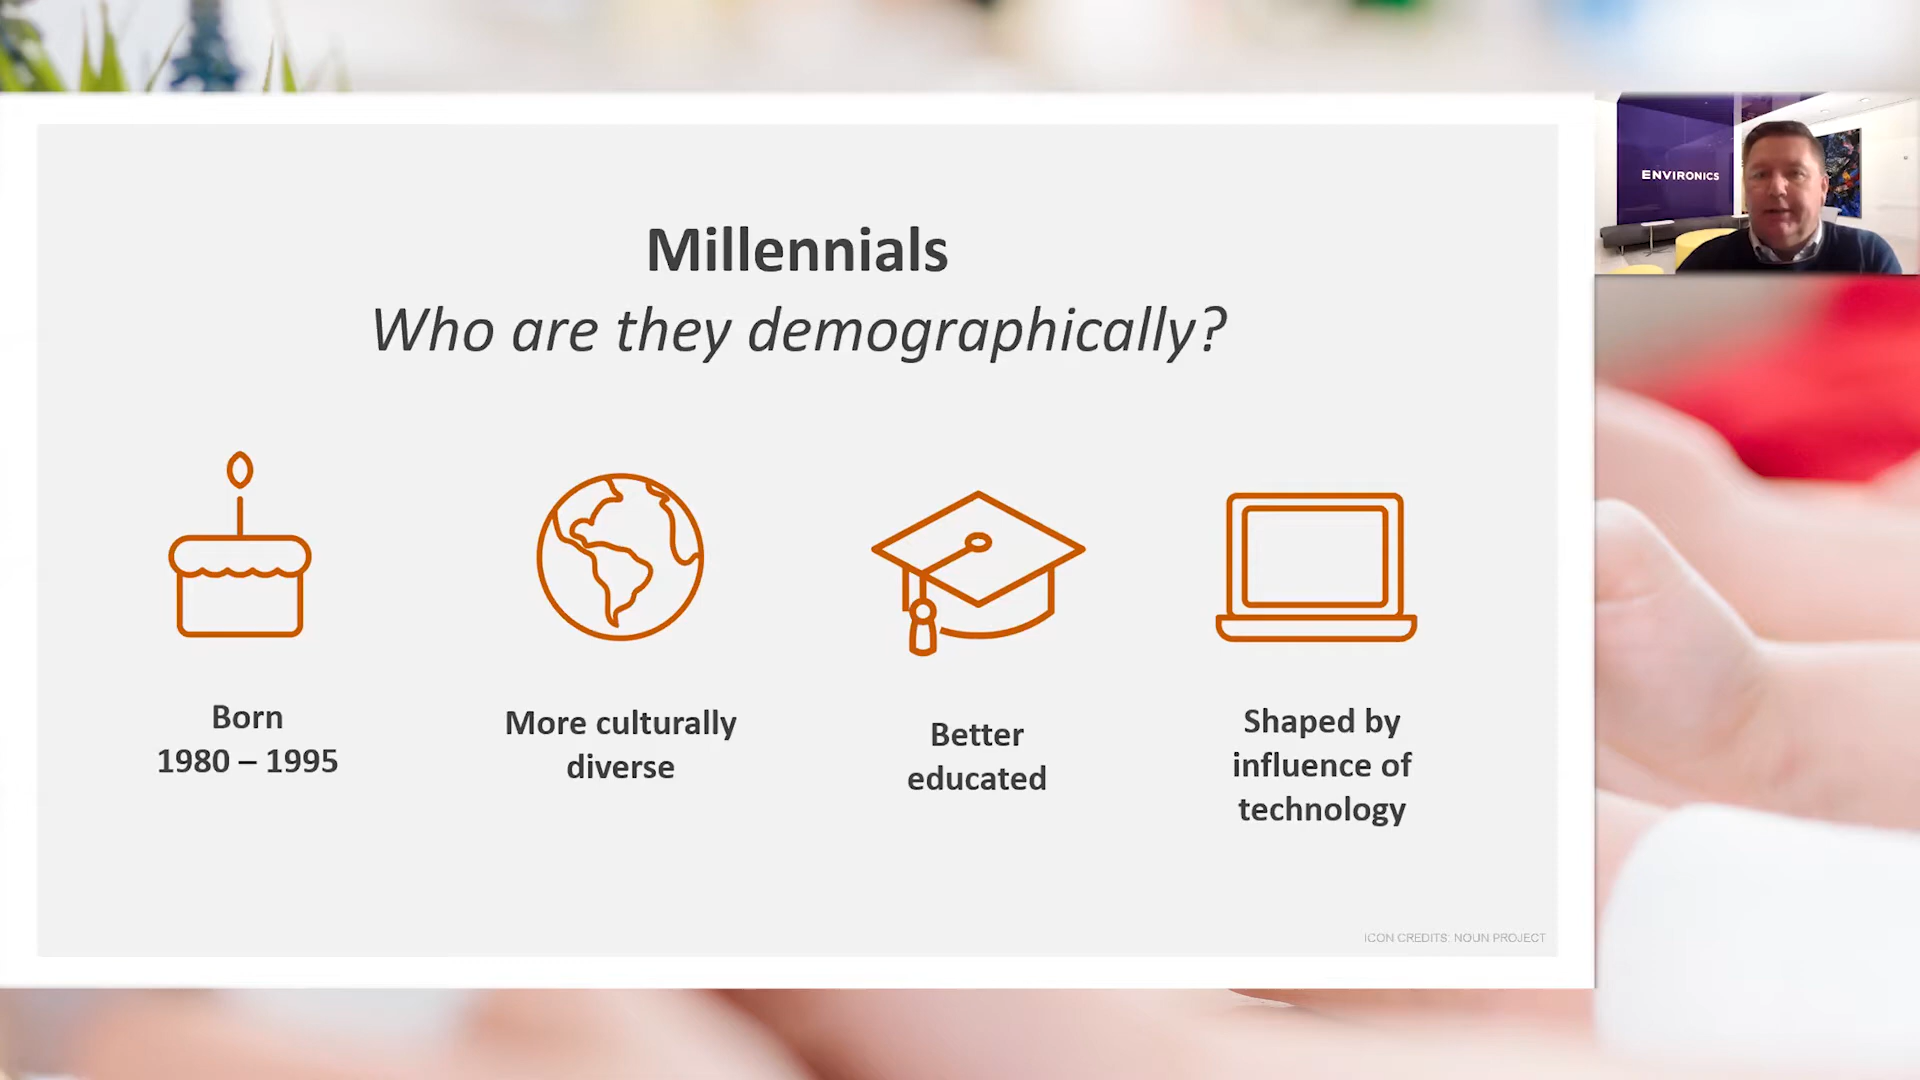 ENVIRONICS
Millennials
Who are they demographically?
Born
1980 – 1995
More culturally
diverse
Better
educated
Shaped by
influence of
technology
ICON CREDITS: NOUN PROJECT